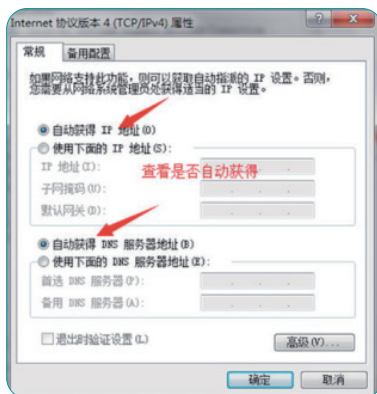 Internet 协议版本 4 (TCP/IPv4) 属性
常规
备用配置
如果网络支持此功能，则可以获取自动指派的 IP 设置。否则，
您需要从网络系统管理员处获得适当的 IP 设置。
自动获得 IP 地址(O)
使用下面的 IP 地址(S):
IP 地址(I):
查看是否自动获得
子网掩码(U):
默认网关(D):
自动获得 DNS 服务器地址(B)
使用下面的 DNS 服务器地址(E):
首选 DNS 服务器(P):
备用 DNS 服务器(A):
退出时验证设置(L)
高级(V)...
确定
取消